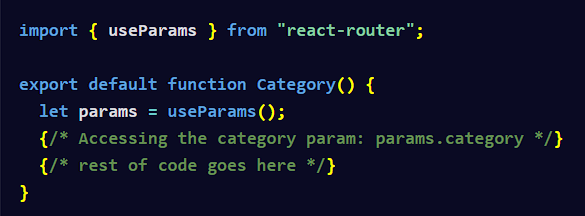 import { useParams } from "react-router";
export default function Category() {
let params = useParams();
{/* Accessing the category param: params.category */}
{/* rest of code goes here */}
}